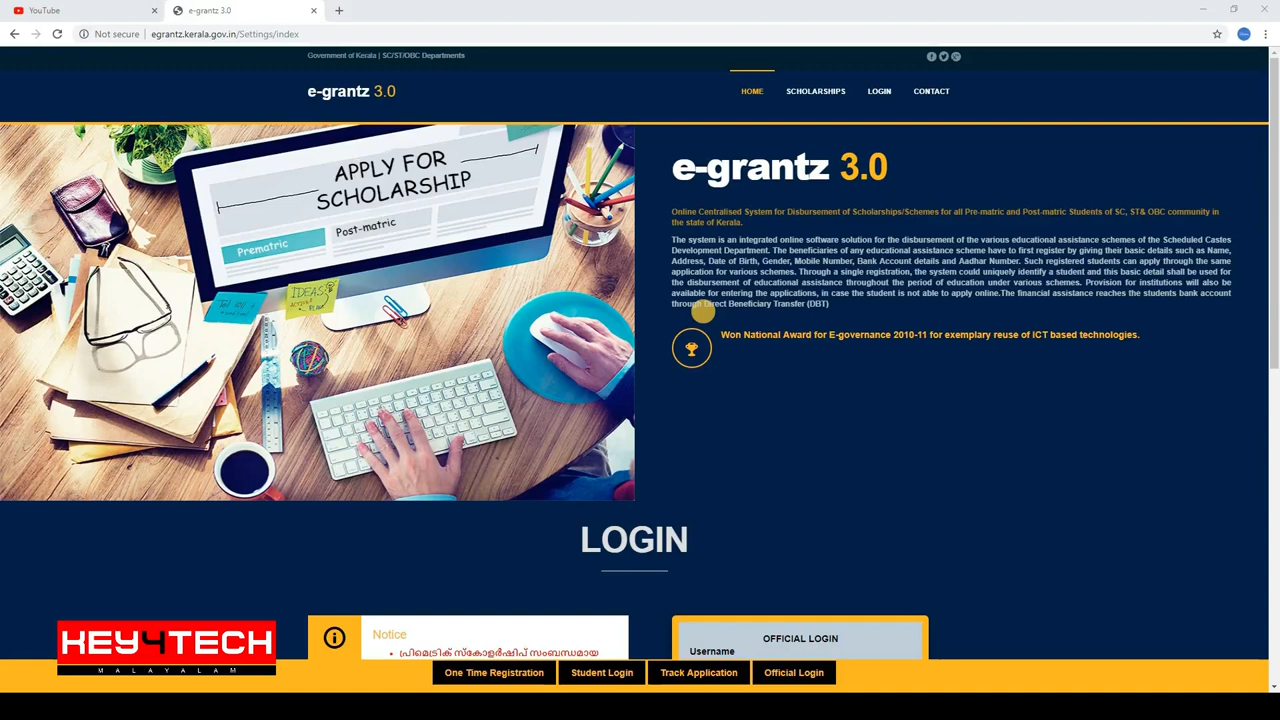 YouTube
e-grantz 3.0
Not secure | egrantz.kerala.gov.in/Settings/index
Government of Kerala | SC/ST/OBC Departments
e-grantz 3.0
HOME SCHOLARSHIPS LOGIN CONTACT
APPLY FOR
SCHOLARSHIP
Prematric
Post-matric
IDEAS!
e-grantz 3.0
Online Centralised System for Disbursement of Scholarships/Schemes for all Pre-matric and Post-matric Students of SC, ST& OBC community in
the state of Kerala.
The system is an integrated online software solution for the disbursement of the various educational assistance schemes of the Scheduled Castes
Development Department. The beneficiaries of any educational assistance scheme have to first register by giving their basic details such as Name,
Address, Date of Birth, Gender, Mobile Number, Bank Account details and Aadhar Number. Such registered students can apply through the same
application for various schemes. Through a single registration, the system could uniquely identify a student and this basic detail shall be used for
the disbursement of educational assistance throughout the period of education under various schemes. Provision for institutions will also be
available for entering the applications, in case the student is not able to apply online.The financial assistance reaches the students bank account
through Direct Beneficiary Transfer (DBT)
Won National Award for E-governance 2010-11 for exemplary reuse of ICT based technologies.
LOGIN
Notice
പ്രിമെട്രിക് സ്കോളർഷിപ് സംബന്ധമായ
OFFICIAL LOGIN
Username
KEY4TECH
MALAYALAM
One Time Registration Student Login Track Application Official Login